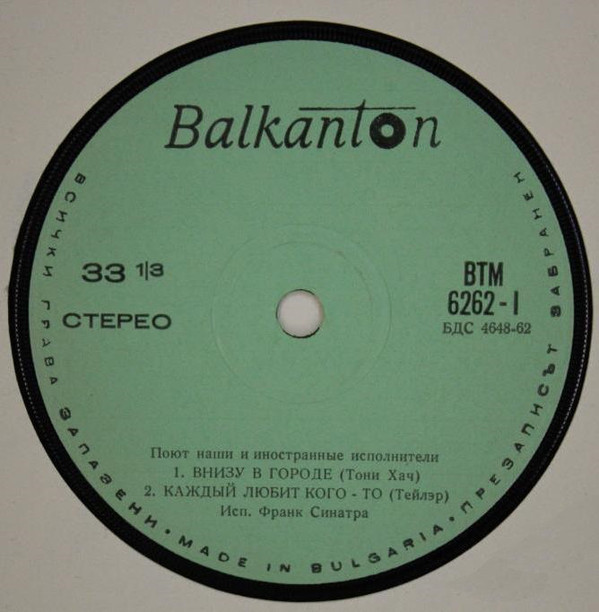 Balkanton
33 1/3
СТЕРЕО
ВТМ
6262-I
БДС 4648-62
Поют наши и иностранные исполнители
1. ВНИЗУ В ГОРОДЕ (Тони Хач)
2. КАЖДЫЙ ЛЮБИТ КОГО - ТО (Тейлэр)
Исп. Франк Синатра
ВСИЧКИ ПРАВА ЗАПАЗЕНИ • MADE IN BULGARIA • ПРЕЗАПИСЪТ ЗАБРАНЕН